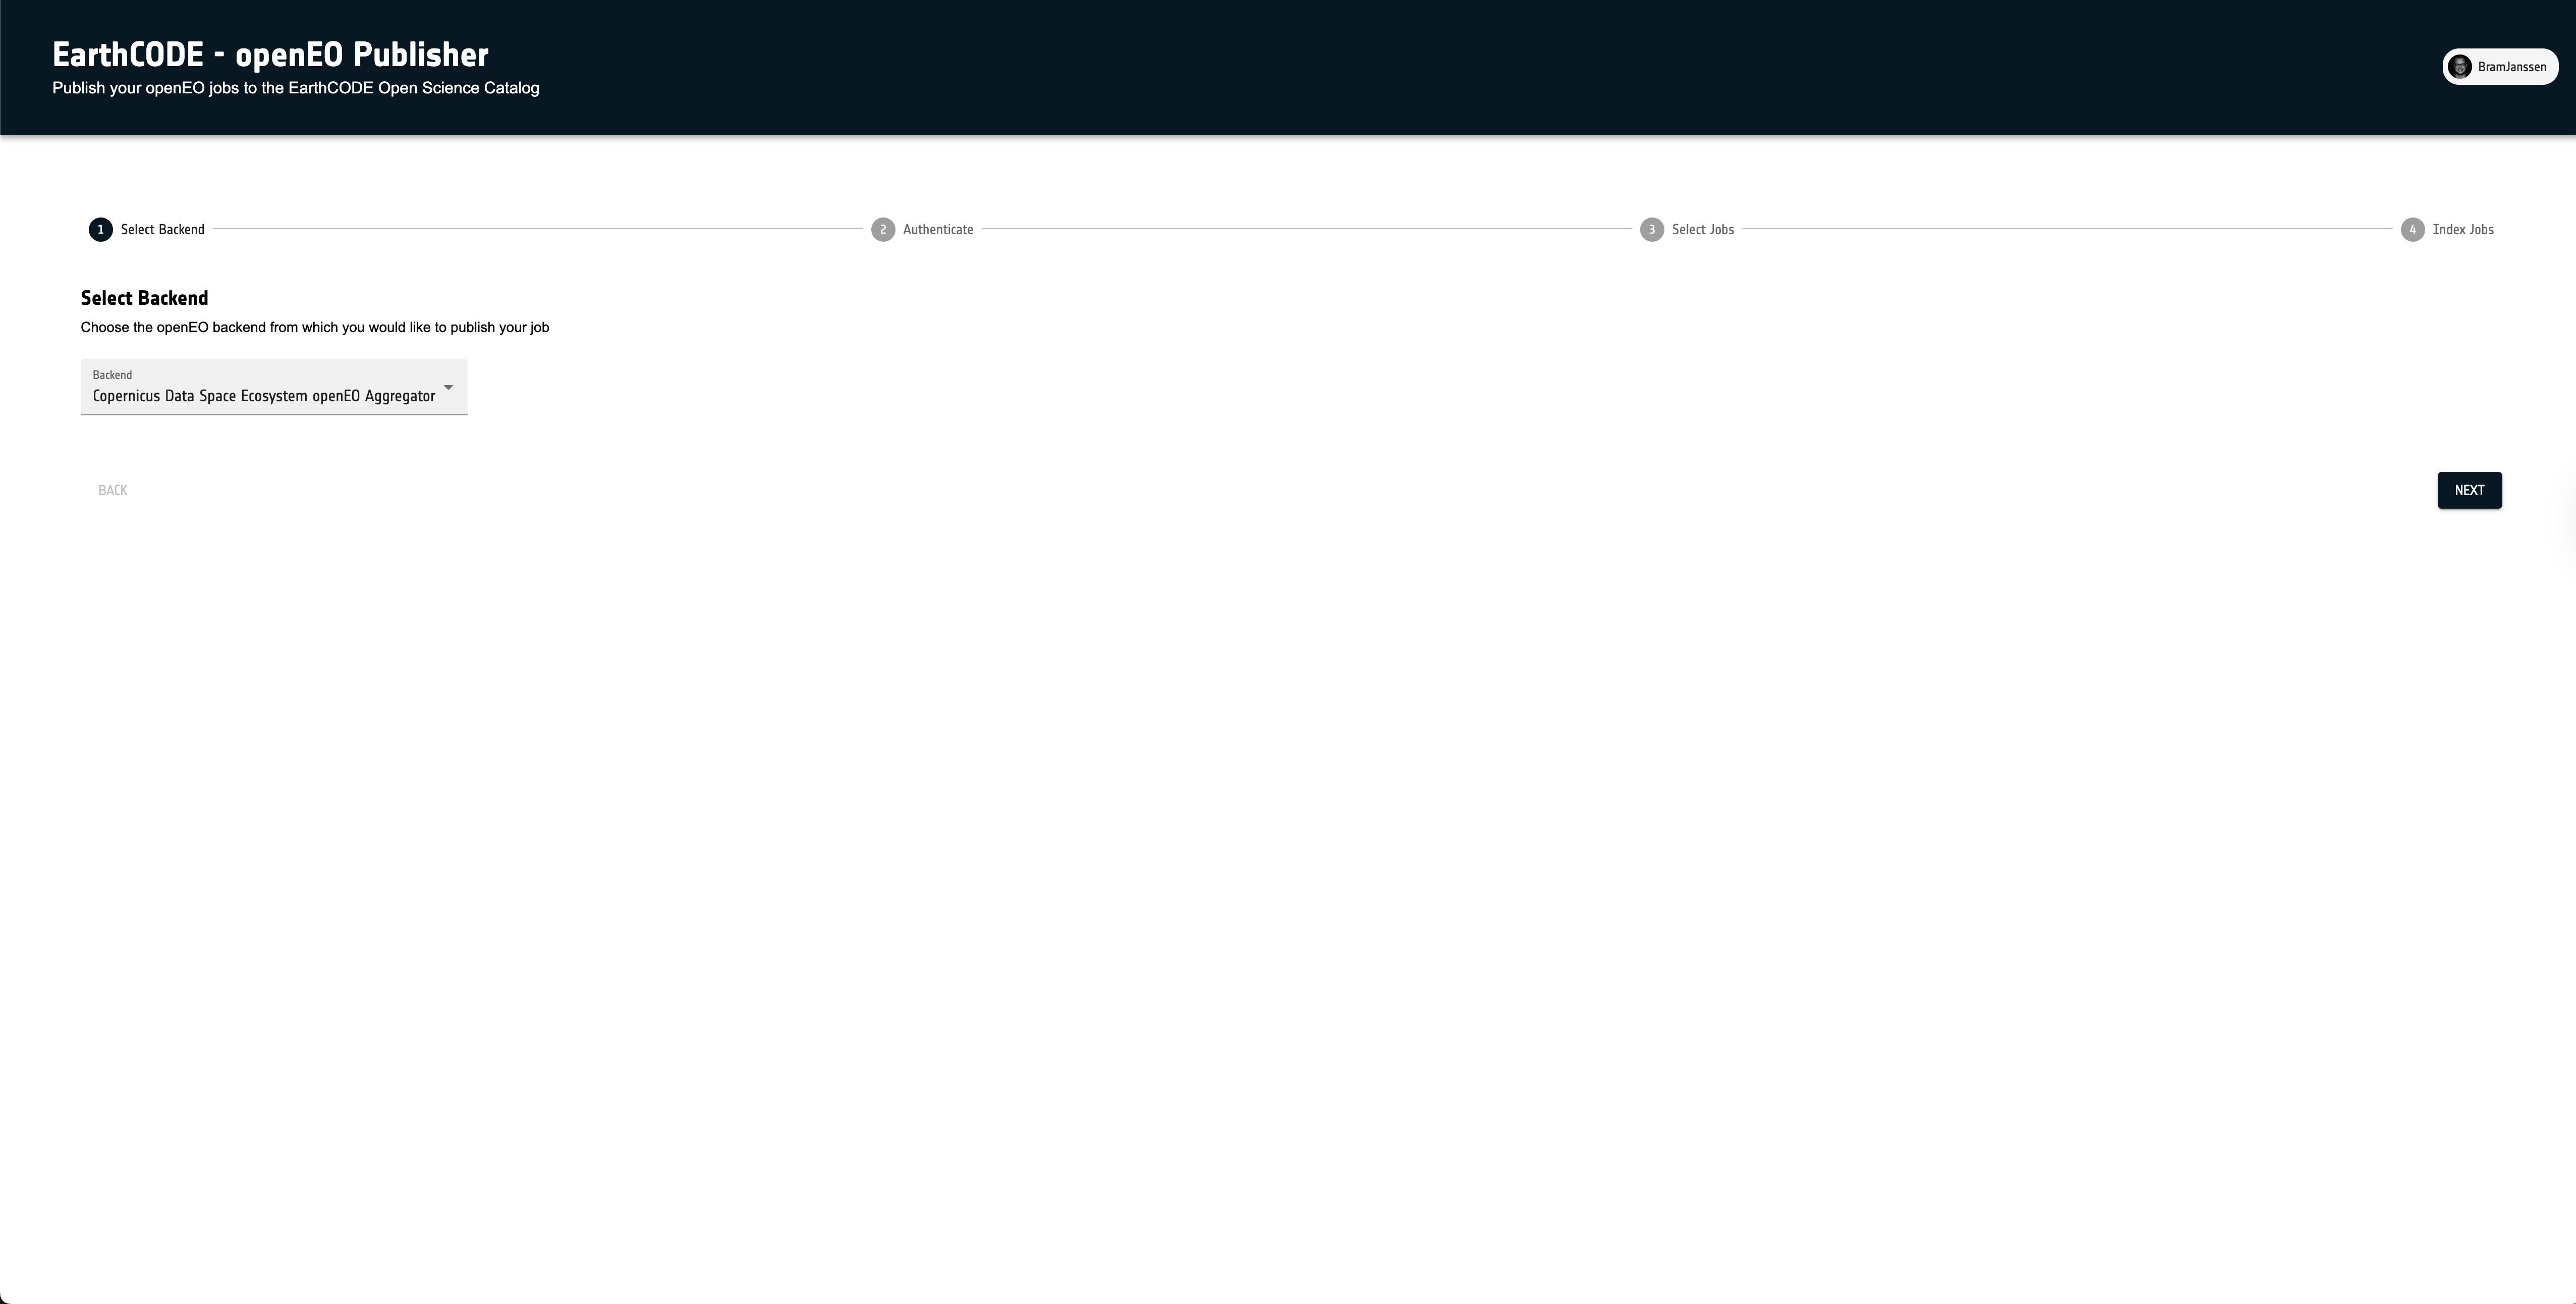 EarthCODE - openEO Publisher
Publish your openEO jobs to the EarthCODE Open Science Catalog
BramJanssen
1 Select Backend
2 Authenticate
3 Select Jobs
4 Index Jobs
Select Backend
Choose the openEO backend from which you would like to publish your job
Backend
Copernicus Data Space Ecosystem openEO Aggregator
BACK
NEXT